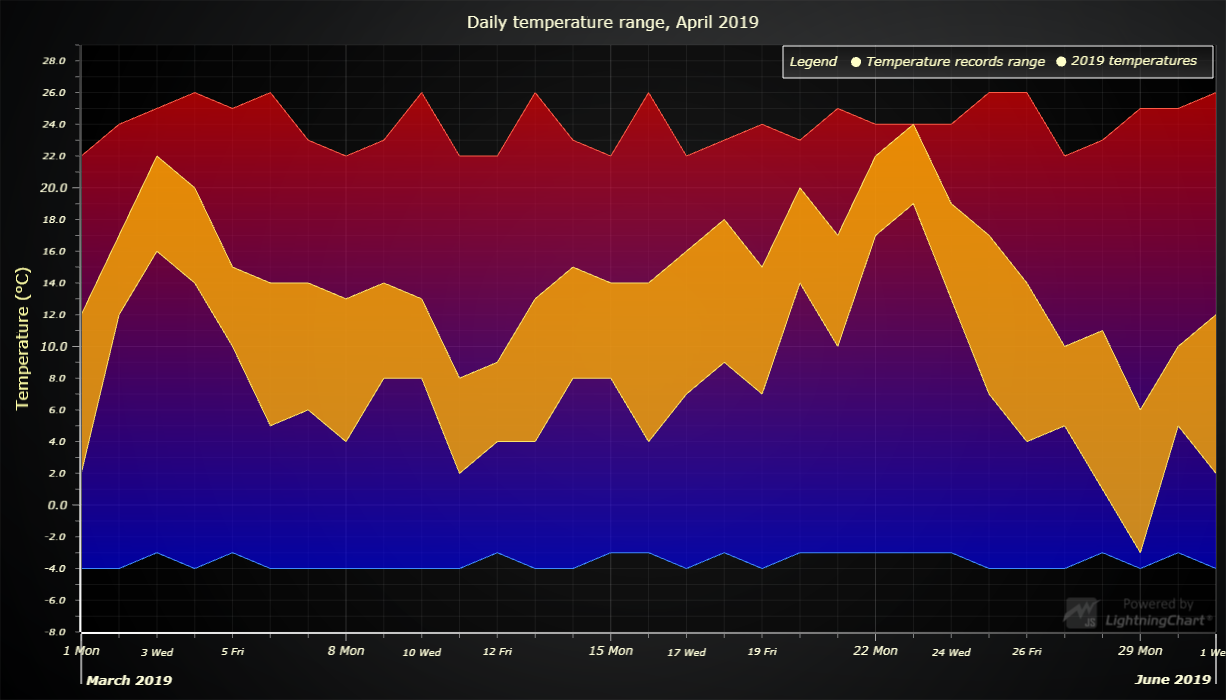 Daily temperature range, April 2019
Legend Temperature records range 2019 temperatures
Temperature (°C)
28.0
26.0
24.0
22.0
20.0
18.0
16.0
14.0
12.0
10.0
8.0
6.0
4.0
2.0
0.0
-2.0
-4.0
-6.0
-8.0
Powered by
JS LightningChart®
1 Mon 3 Wed 5 Fri 8 Mon 10 Wed 12 Fri 15 Mon 17 Wed 19 Fri 22 Mon 24 Wed 26 Fri 29 Mon 1 We
March 2019 June 2019